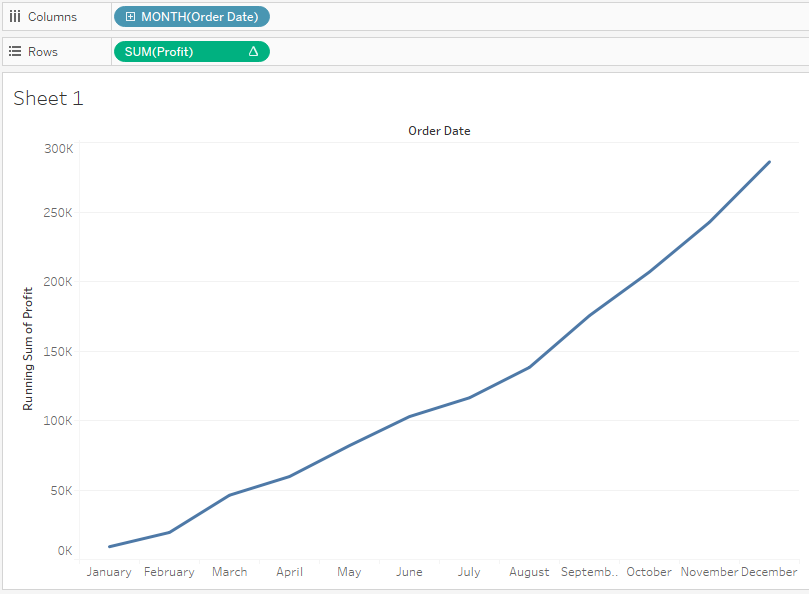 Columns
MONTH(Order Date)
Rows
SUM(Profit) Δ
Sheet 1
Order Date
300K
250K
200K
150K
100K
50K
0K
Running Sum of Profit
January February March April May June July August Septemb.. October November December